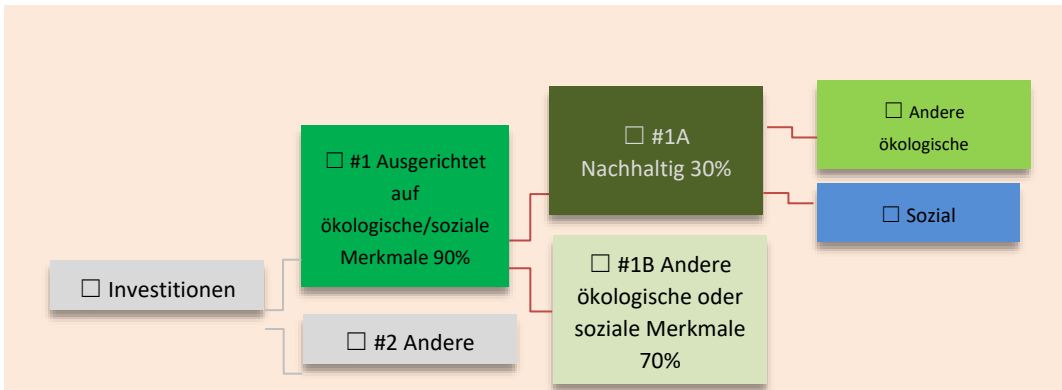 ☐ Investitionen
☐ #1 Ausgerichtet
auf
ökologische/soziale
Merkmale 90%
☐ #2 Andere
☐ #1A
Nachhaltig 30%
☐ #1B Andere
ökologische oder
soziale Merkmale
70%
☐ Andere
ökologische
☐ Sozial